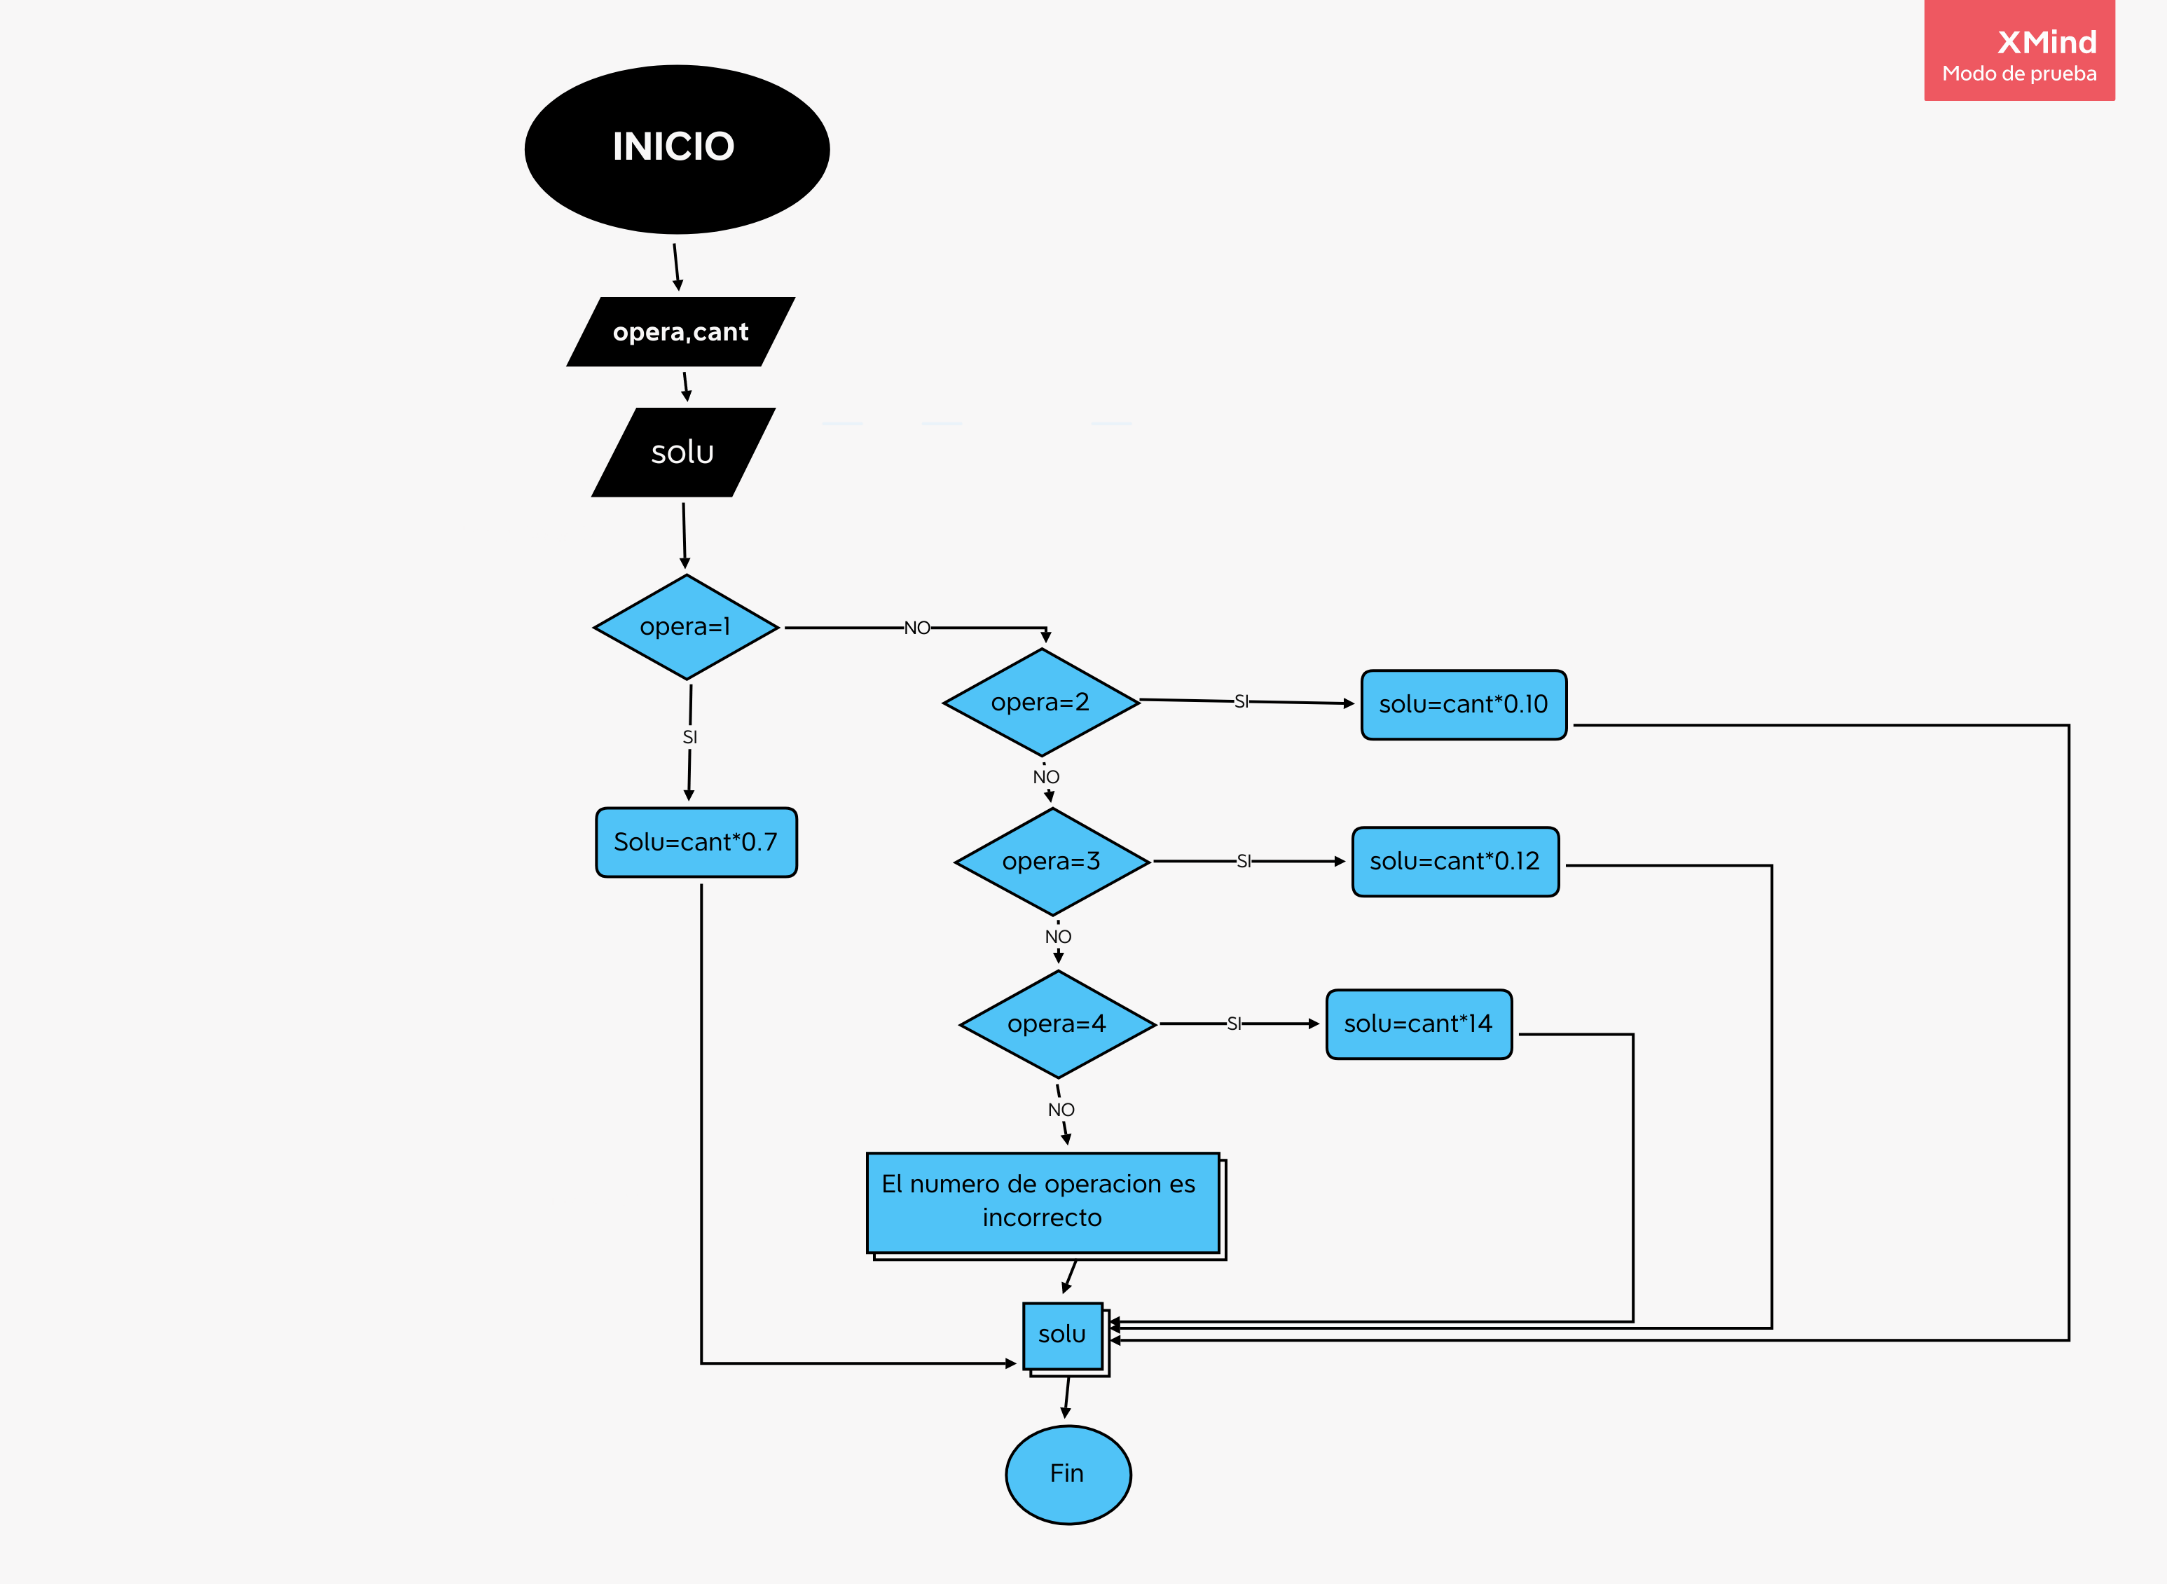 XMind
Modo de prueba
INICIO
opera,cant
solu
opera=1
NO
opera=2
SI
solu=cant*0.10
SI
NO
Solu=cant*0.7
opera=3
SI
solu=cant*0.12
NO
opera=4
SI
solu=cant*14
NO
El numero de operacion es
incorrecto
solu
Fin